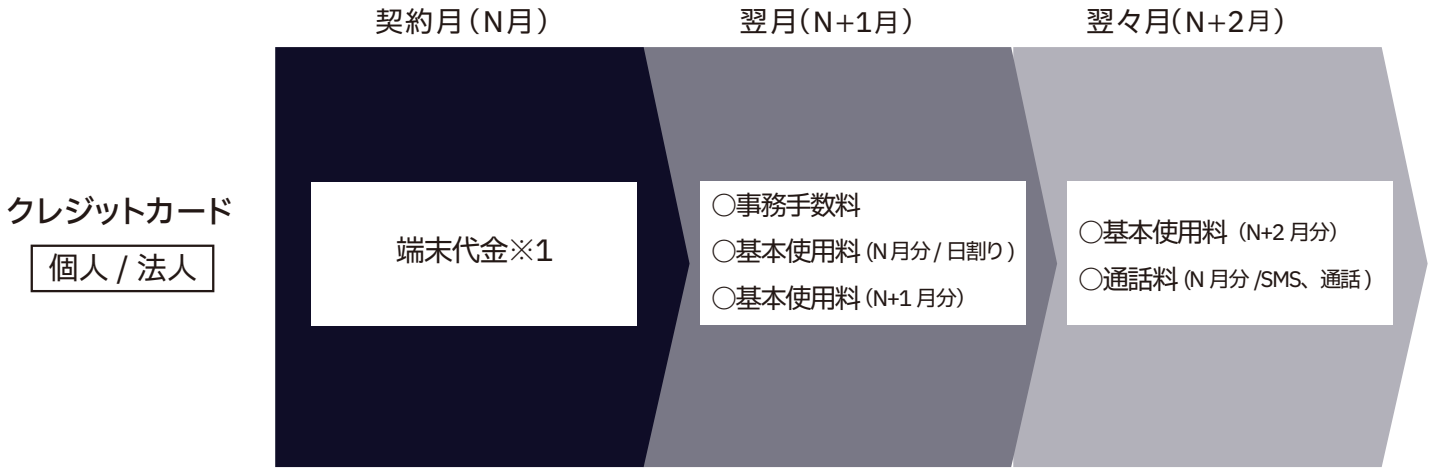 契約月（N月）
翌月（N+1月）
翌々月（N+2月）
クレジットカード
個人 / 法人
端末代金※1
○事務手数料
○基本使用料（N 月分 / 日割り）
○基本使用料（N+1 月分）
○基本使用料（N+2 月分）
○通話料（N 月分 /SMS、通話）